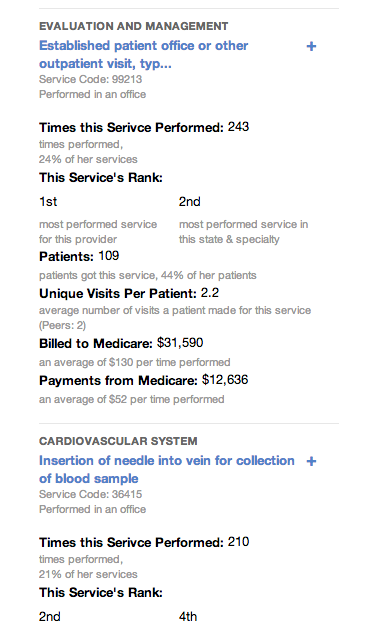 EVALUATION AND MANAGEMENT
Established patient office or other +
outpatient visit, typ...
Service Code: 99213
Performed in an office
Times this Serivce Performed: 243
times performed,
24% of her services
This Service's Rank:
1st 2nd
most performed service most performed service in
for this provider this state & specialty
Patients: 109
patients got this service, 44% of her patients
Unique Visits Per Patient: 2.2
average number of visits a patient made for this service
(Peers: 2)
Billed to Medicare: $31,590
an average of $130 per time performed
Payments from Medicare: $12,636
an average of $52 per time performed
CARDIOVASCULAR SYSTEM
Insertion of needle into vein for collection +
of blood sample
Service Code: 36415
Performed in an office
Times this Serivce Performed: 210
times performed,
21% of her services
This Service's Rank:
2nd 4th